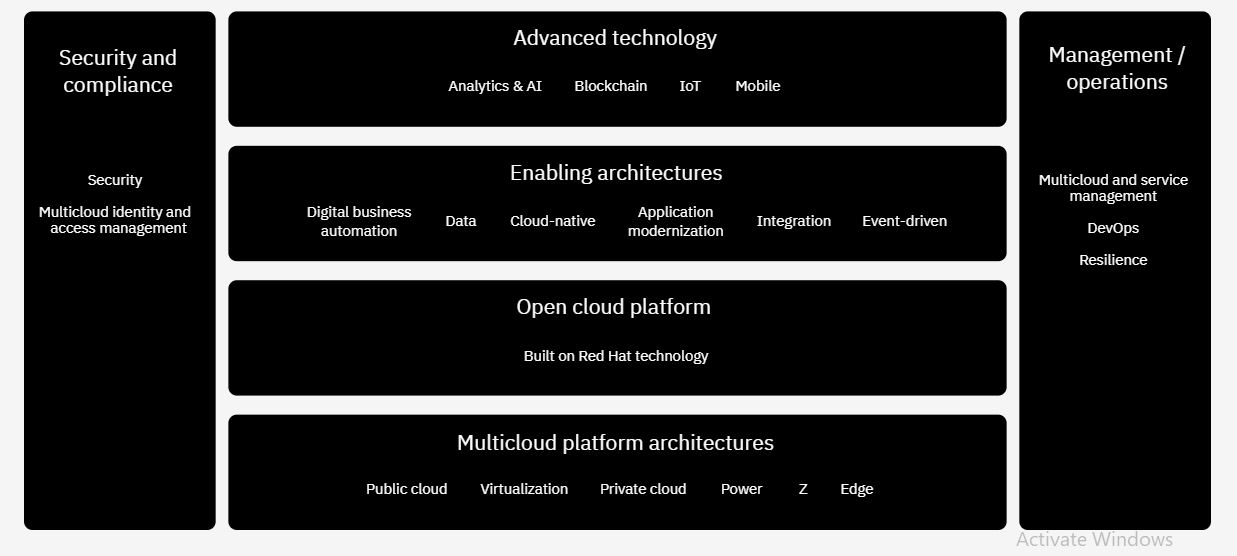 Security and
compliance
Security
Multicloud identity and
access management
Advanced technology
Analytics & AI Blockchain IoT Mobile
Enabling architectures
Digital business
automation
Data
Cloud-native
Application
modernization
Integration
Event-driven
Open cloud platform
Built on Red Hat technology
Multicloud platform architectures
Public cloud Virtualization Private cloud Power Z Edge
Management /
operations
Multicloud and service
management
DevOps
Resilience
Activate Windows